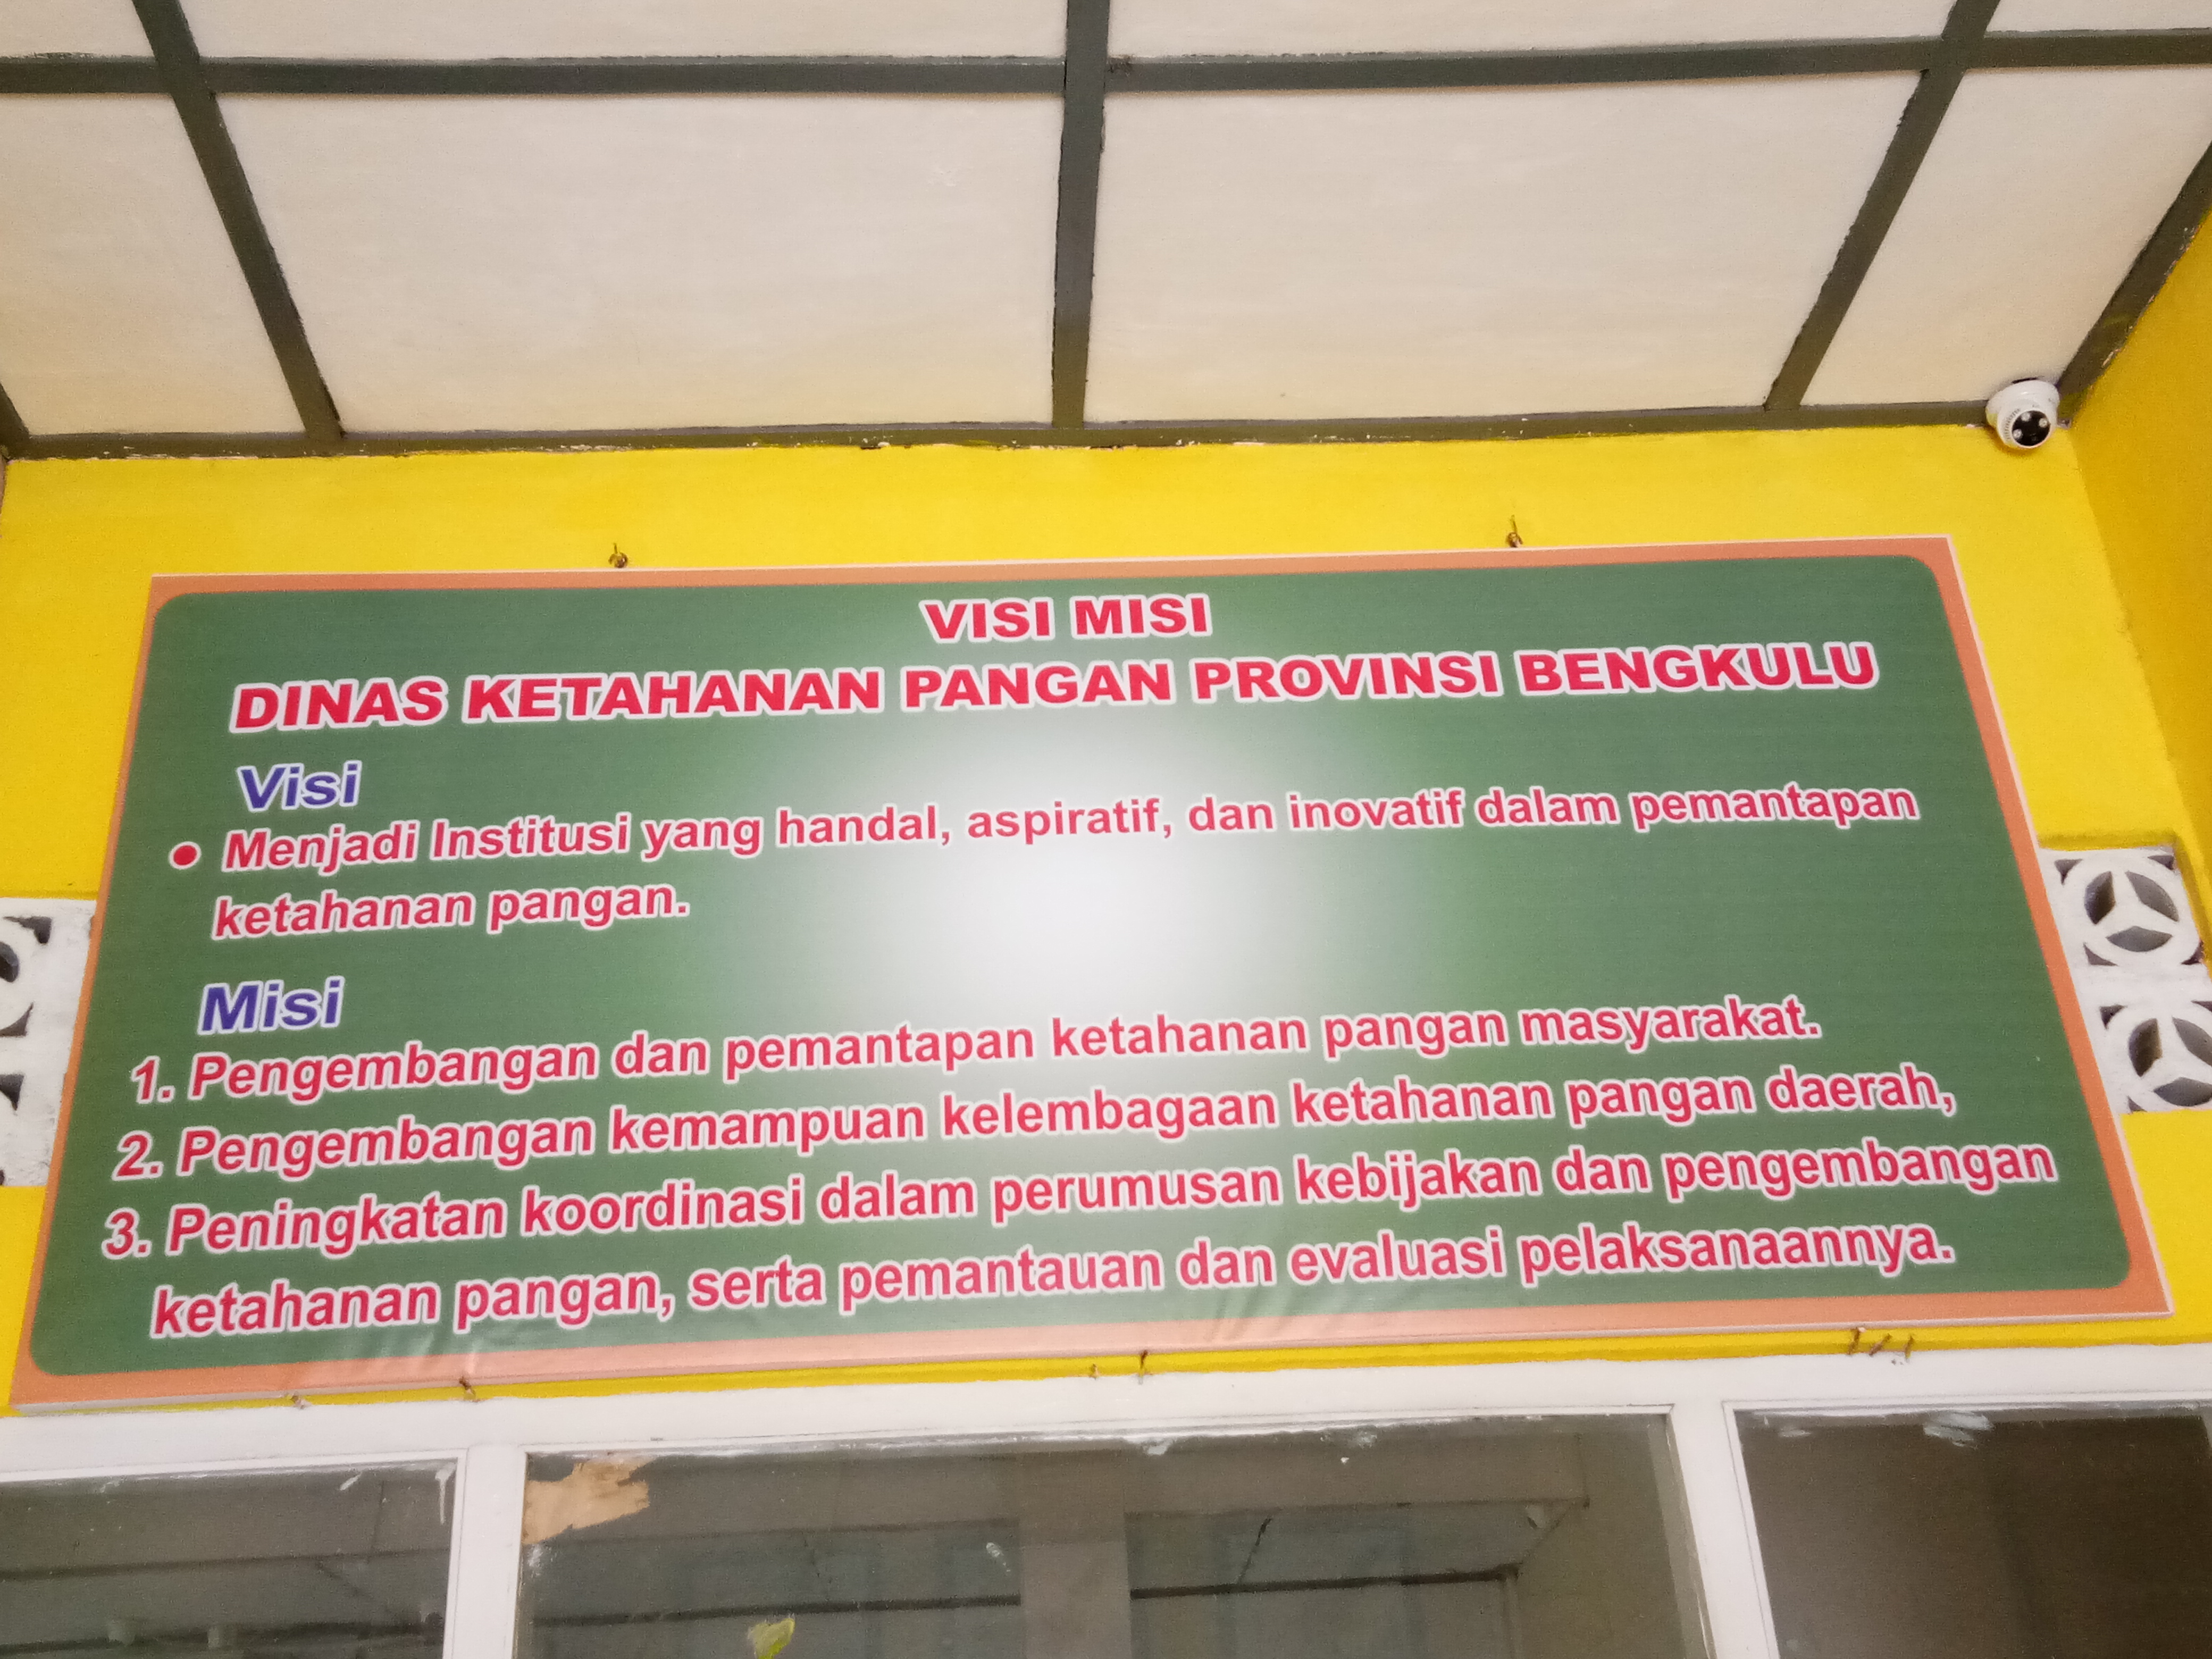 VISI MISI
DINAS KETAHANAN PANGAN PROVINSI BENGKULU
Visi
• Menjadi Institusi yang handal, aspiratif, dan inovatif dalam pemantapan
ketahanan pangan.
Misi
1. Pengembangan dan pemantapan ketahanan pangan masyarakat.
2. Pengembangan kemampuan kelembagaan ketahanan pangan daerah,
3. Peningkatan koordinasi dalam perumusan kebijakan dan pengembangan
ketahanan pangan, serta pemantauan dan evaluasi pelaksanaannya.